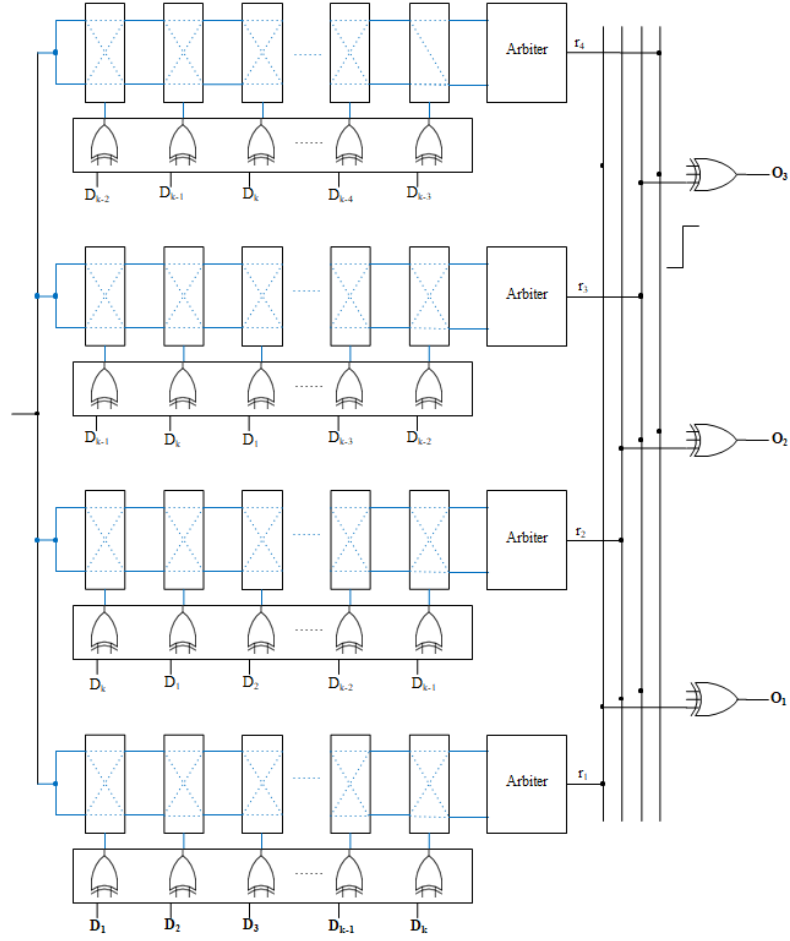 Arbiter r₄
O₃
Dₖ₋₂ Dₖ₋₁ Dₖ Dₖ₋₄ Dₖ₋₃
Arbiter r₃
Dₖ₋₁ Dₖ D₁ Dₖ₋₃ Dₖ₋₂
O₂
Arbiter r₂
Dₖ D₁ D₂ Dₖ₋₂ Dₖ₋₁
O₁
Arbiter r₁
D₁ D₂ D₃ Dₖ₋₁ Dₖ